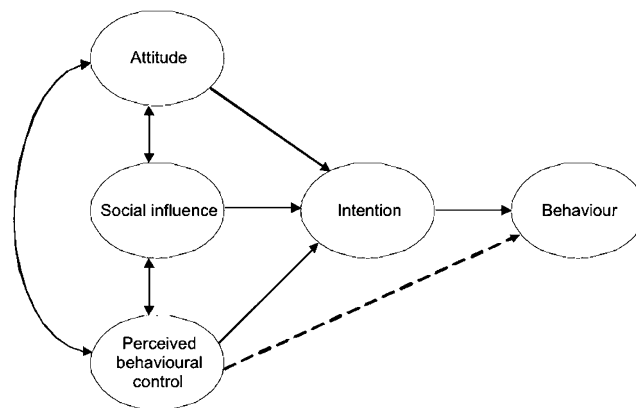 Attitude
Social influence
Intention
Behaviour
Perceived
behavioural
control